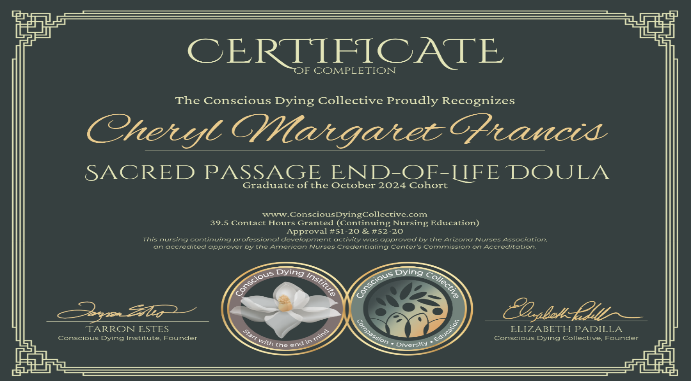 CERTIFICATE
OF COMPLETION
The Conscious Dying Collective Proudly Recognizes
Cheryl Margaret Francis
SACRED PASSAGE END-OF-LIFE DOULA
Graduate of the October 2024 Cohort
www.ConsciousDyingCollective.com
39.5 Contact Hours Granted (Continuing Nursing Education)
Approval #51-20 & #52-20
This nursing continuing professional development activity was approved by the Arizona Nurses Association,
an accredited approver by the American Nurses Credentialing Center's Commission on Accreditation.
Conscious Dying Institute
Start with the end in mind
Conscious Dying Collective
Compassion • Diversity • Education
Tarron Estes
TARRON ESTES
Conscious Dying Institute, Founder
Elizabeth Padilla
ELIZABETH PADILLA
Conscious Dying Collective, Founder